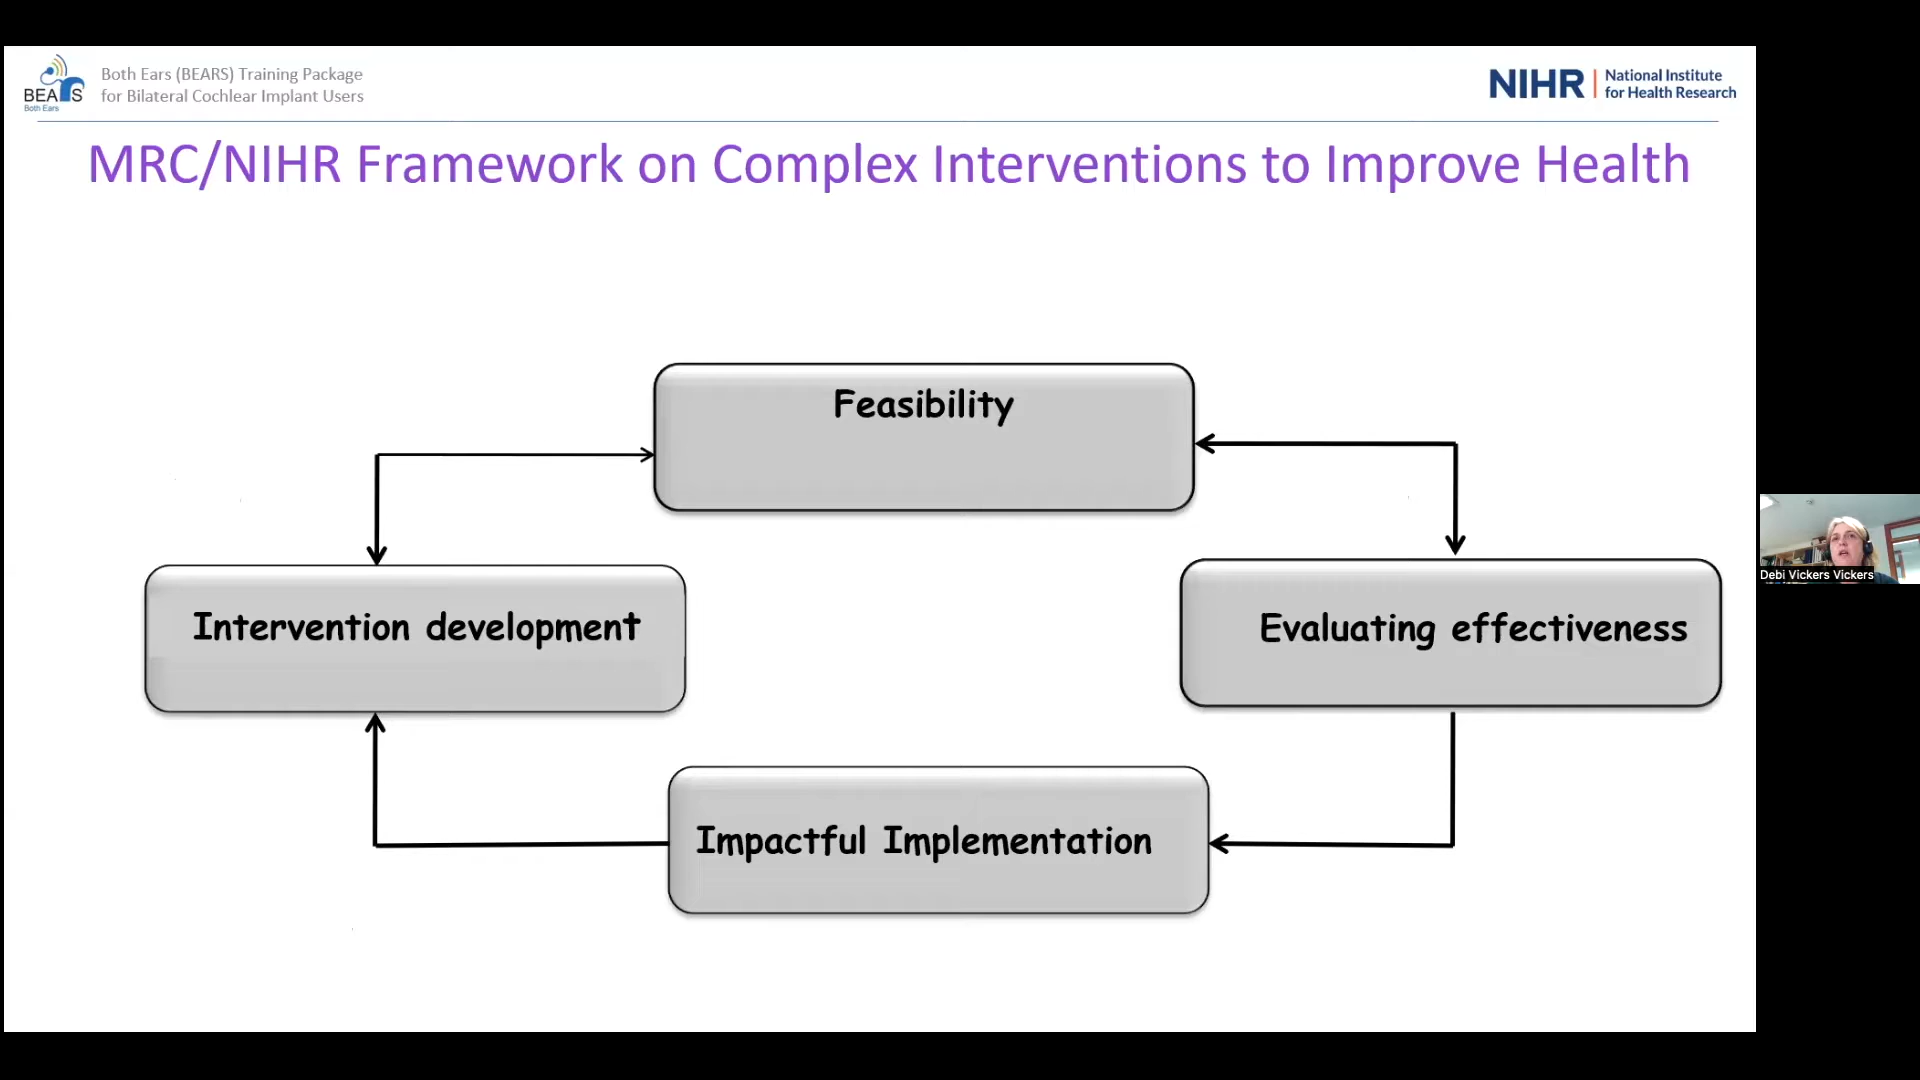 BEARS
Both Ears
Both Ears (BEARS) Training Package
for Bilateral Cochlear Implant Users
NIHR | National Institute
for Health Research
MRC/NIHR Framework on Complex Interventions to Improve Health
Feasibility
Intervention development
Evaluating effectiveness
Impactful Implementation
Debi Vickers Vickers